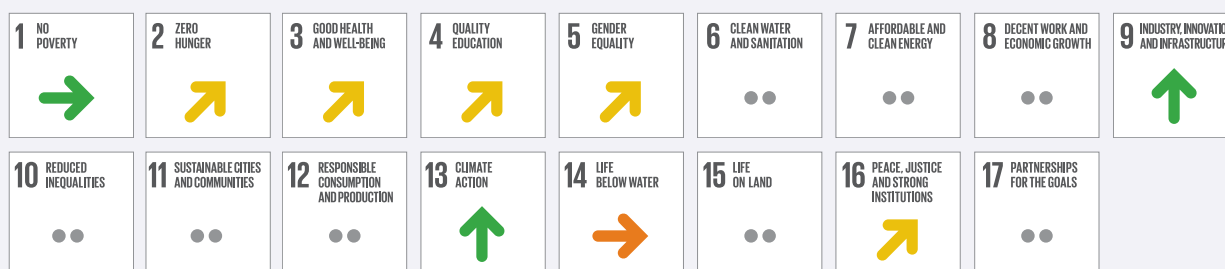 1 NO
POVERTY
2 ZERO
HUNGER
3 GOOD HEALTH
AND WELL-BEING
4 QUALITY
EDUCATION
5 GENDER
EQUALITY
6 CLEAN WATER
AND SANITATION
7 AFFORDABLE AND
CLEAN ENERGY
8 DECENT WORK AND
ECONOMIC GROWTH
9 INDUSTRY, INNOVATIO
AND INFRASTRUCTUR
10 REDUCED
INEQUALITIES
11 SUSTAINABLE CITIES
AND COMMUNITIES
12 RESPONSIBLE
CONSUMPTION
AND PRODUCTION
13 CLIMATE
ACTION
14 LIFE
BELOW WATER
15 LIFE
ON LAND
16 PEACE, JUSTICE
AND STRONG
INSTITUTIONS
17 PARTNERSHIPS
FOR THE GOALS